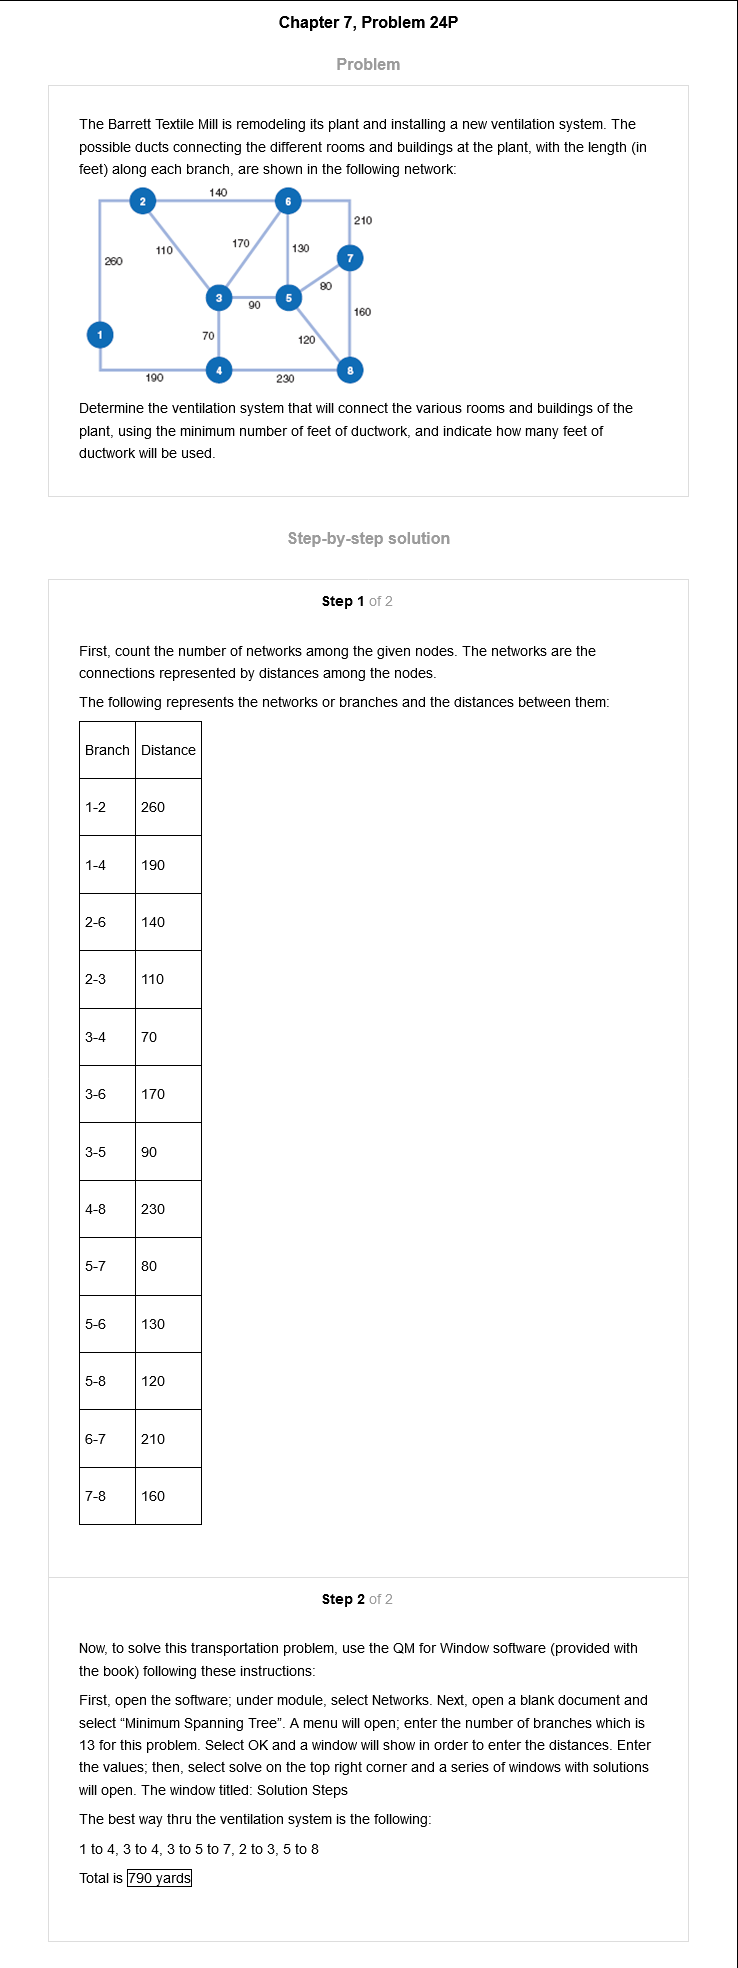 Chapter 7, Problem 24P
Problem
The Barrett Textile Mill is remodeling its plant and installing a new ventilation system. The
possible ducts connecting the different rooms and buildings at the plant, with the length (in
feet) along each branch, are shown in the following network:
140
2
6
210
110
170
130
260
7
80
3
5
90
160
1
70
120
4
8
190
230
Determine the ventilation system that will connect the various rooms and buildings of the
plant, using the minimum number of feet of ductwork, and indicate how many feet of
ductwork will be used.
Step-by-step solution
Step 1 of 2
First, count the number of networks among the given nodes. The networks are the
connections represented by distances among the nodes.
The following represents the networks or branches and the distances between them:
Branch Distance
1-2 260
1-4 190
2-6 140
2-3 110
3-4 70
3-6 170
3-5 90
4-8 230
5-7 80
5-6 130
5-8 120
6-7 210
7-8 160
Step 2 of 2
Now, to solve this transportation problem, use the QM for Window software (provided with
the book) following these instructions:
First, open the software; under module, select Networks. Next, open a blank document and
select “Minimum Spanning Tree”. A menu will open; enter the number of branches which is
13 for this problem. Select OK and a window will show in order to enter the distances. Enter
the values; then, select solve on the top right corner and a series of windows with solutions
will open. The window titled: Solution Steps
The best way thru the ventilation system is the following:
1 to 4, 3 to 4, 3 to 5 to 7, 2 to 3, 5 to 8
Total is 790 yards